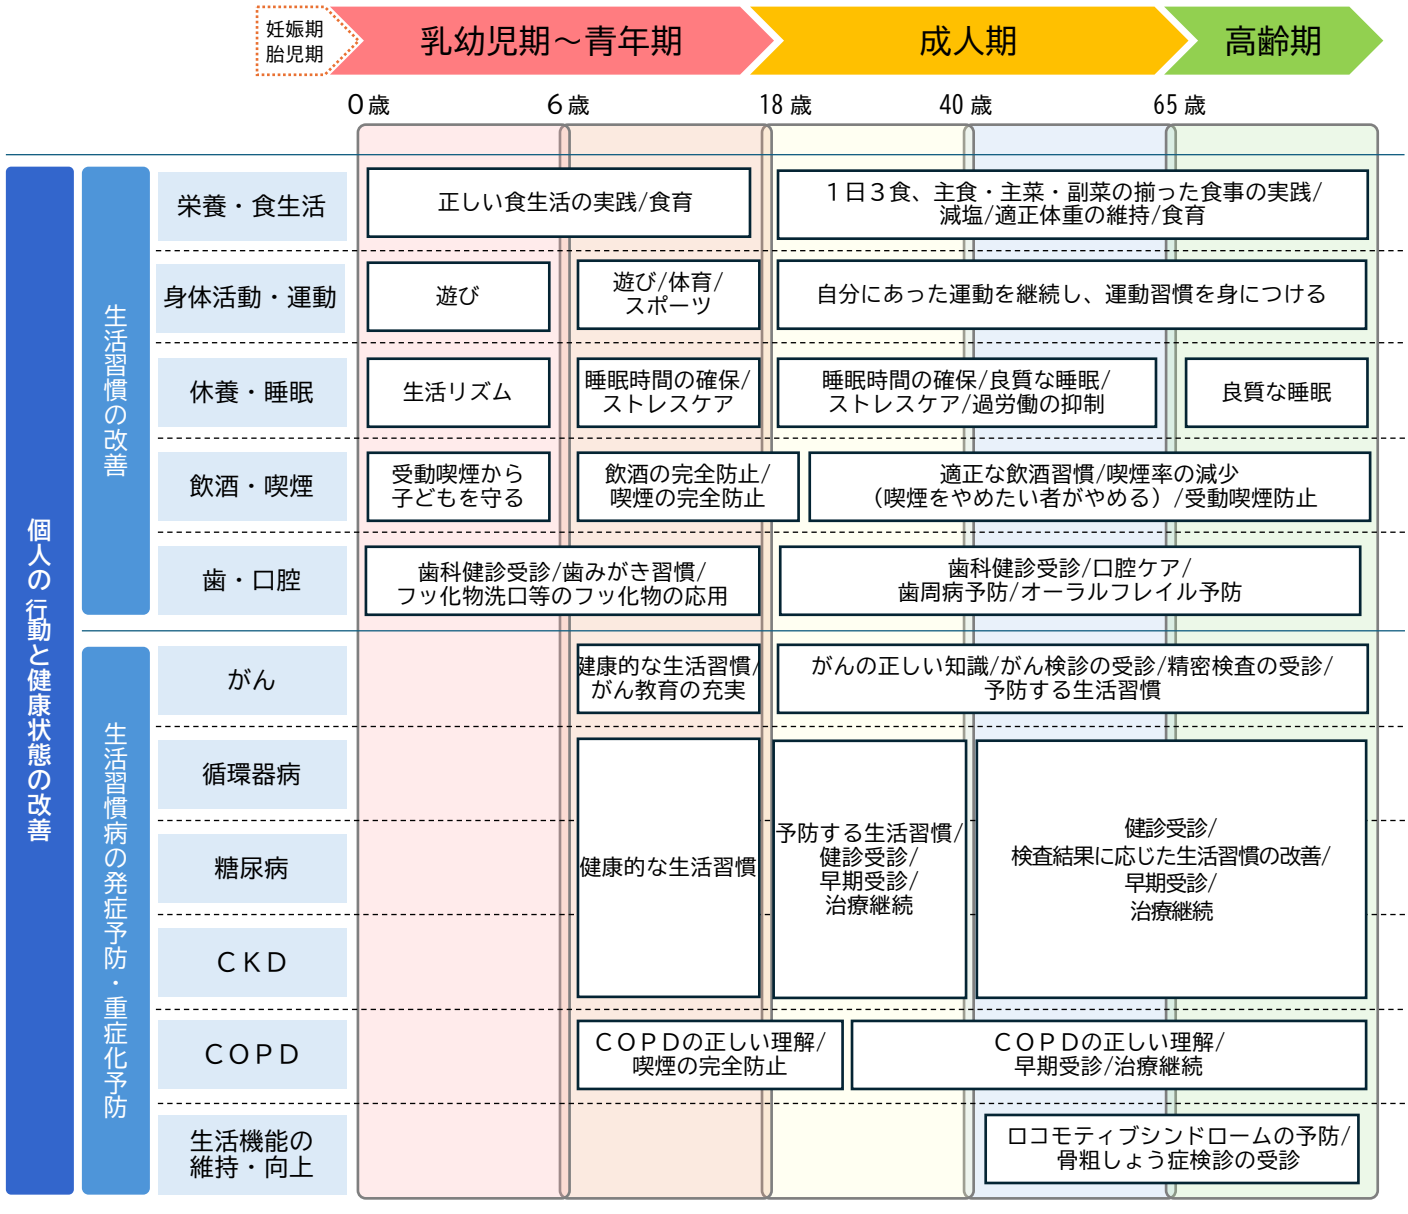 妊娠期
胎児期
乳幼児期～青年期
成人期
高齢期
０歳
６歳
18 歳
40 歳
65 歳
個人の行動と健康状態の改善
生活習慣の改善
栄養・食生活
正しい食生活の実践/食育
１日３食、主食・主菜・副菜の揃った食事の実践/
減塩/適正体重の維持/食育
身体活動・運動
遊び
遊び/体育/
スポーツ
自分にあった運動を継続し、運動習慣を身につける
休養・睡眠
生活リズム
睡眠時間の確保/
ストレスケア
睡眠時間の確保/良質な睡眠/
ストレスケア/過労働の抑制
良質な睡眠
飲酒・喫煙
受動喫煙から
子どもを守る
飲酒の完全防止/
喫煙の完全防止
適正な飲酒習慣/喫煙率の減少
（喫煙をやめたい者がやめる）/受動喫煙防止
歯・口腔
歯科健診受診/歯みがき習慣/
フッ化物洗口等のフッ化物の応用
歯科健診受診/口腔ケア/
歯周病予防/オーラルフレイル予防
生活習慣病の発症予防・重症化予防
がん
健康的な生活習慣/
がん教育の充実
がんの正しい知識/がん検診の受診/精密検査の受診/
予防する生活習慣
循環器病
糖尿病
ＣＫＤ
健康的な生活習慣
予防する生活習慣/
健診受診/
早期受診/
治療継続
健診受診/
検査結果に応じた生活習慣の改善/
早期受診/
治療継続
ＣＯＰＤ
ＣＯＰＤの正しい理解/
喫煙の完全防止
ＣＯＰＤの正しい理解/
早期受診/治療継続
生活機能の
維持・向上
ロコモティブシンドロームの予防/
骨粗しょう症検診の受診